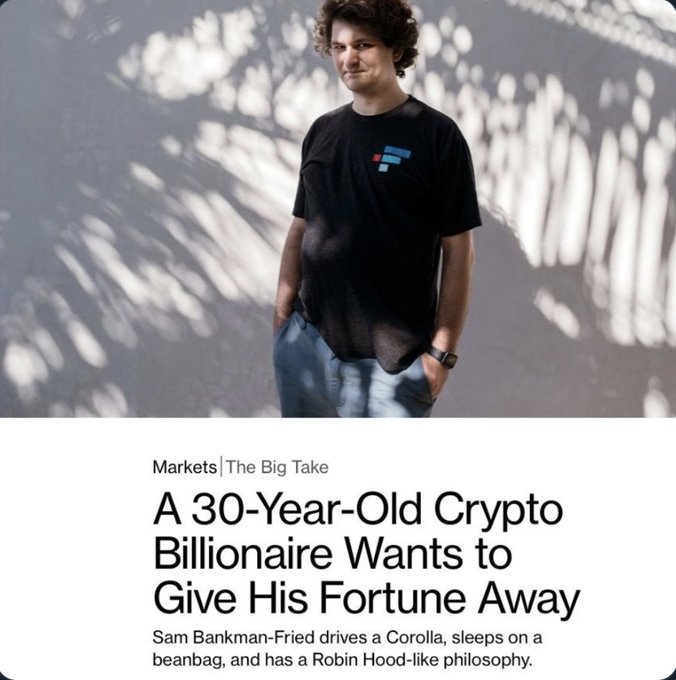 Markets | The Big Take
A 30-Year-Old Crypto
Billionaire Wants to
Give His Fortune Away
Sam Bankman-Fried drives a Corolla, sleeps on a
beanbag, and has a Robin Hood-like philosophy.